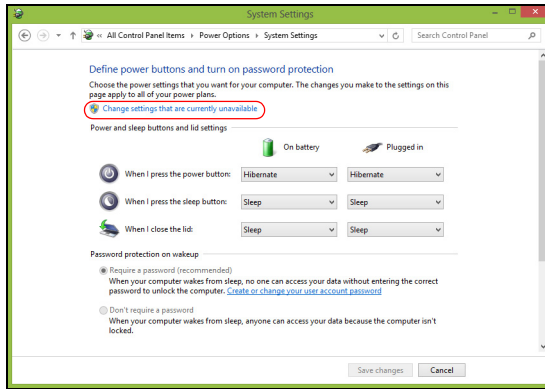 System Settings
« All Control Panel Items › Power Options › System Settings
Search Control Panel
Define power buttons and turn on password protection
Choose the power settings that you want for your computer. The changes you make to the settings on this
page apply to all of your power plans.
Change settings that are currently unavailable
Power and sleep buttons and lid settings
On battery Plugged in
When I press the power button: Hibernate Hibernate
When I press the sleep button: Sleep Sleep
When I close the lid: Sleep Sleep
Password protection on wakeup
Require a password (recommended)
When your computer wakes from sleep, no one can access your data without entering the correct
password to unlock the computer. Create or change your user account password
Don't require a password
When your computer wakes from sleep, anyone can access your data because the computer isn't
locked.
Save changes Cancel